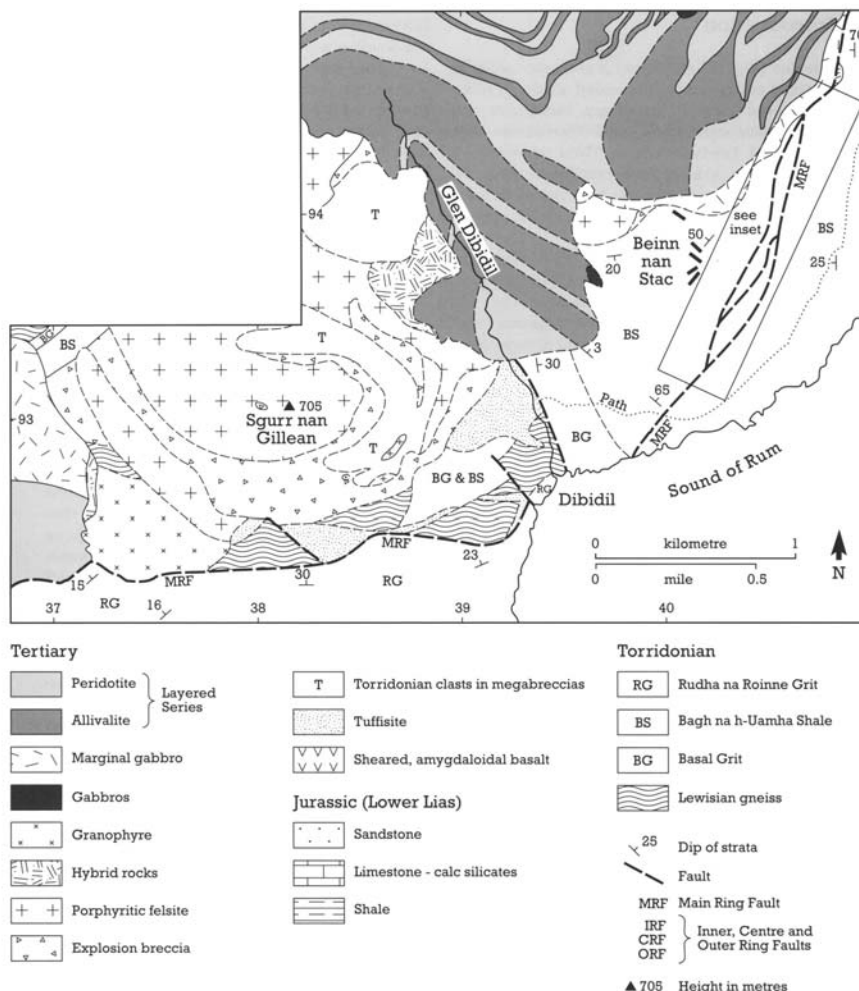 70
94
T
Glen Dibidil
MRF
see
inset
BS
50
Beinn
nan
Stac
20
25
RG
BS
T
BS
3
30
93
705
Sgurr nan
Gillean
T
65
Path
MRF
BG
BG & BS
Sound of Rum
RG
Dibidil
0 kilometre 1
0 mile 0.5
N
MRF
23
RG
15
MRF
30
RG
16
37
38
39
40
Tertiary
Peridotite
Allivalite
Layered
Series
Marginal gabbro
Gabbros
Granophyre
Hybrid rocks
Porphyritic felsite
Explosion breccia
T Torridonian clasts in megabreccias
Tuffisite
Sheared, amygdaloidal basalt
Jurassic (Lower Lias)
Sandstone
Limestone - calc silicates
Shale
Torridonian
RG Rudha na Roinne Grit
BS Bagh na h-Uamha Shale
BG Basal Grit
Lewisian gneiss
25 Dip of strata
Fault
MRF Main Ring Fault
IRF
CRF
ORF
Inner, Centre and
Outer Ring Faults
705 Height in metres